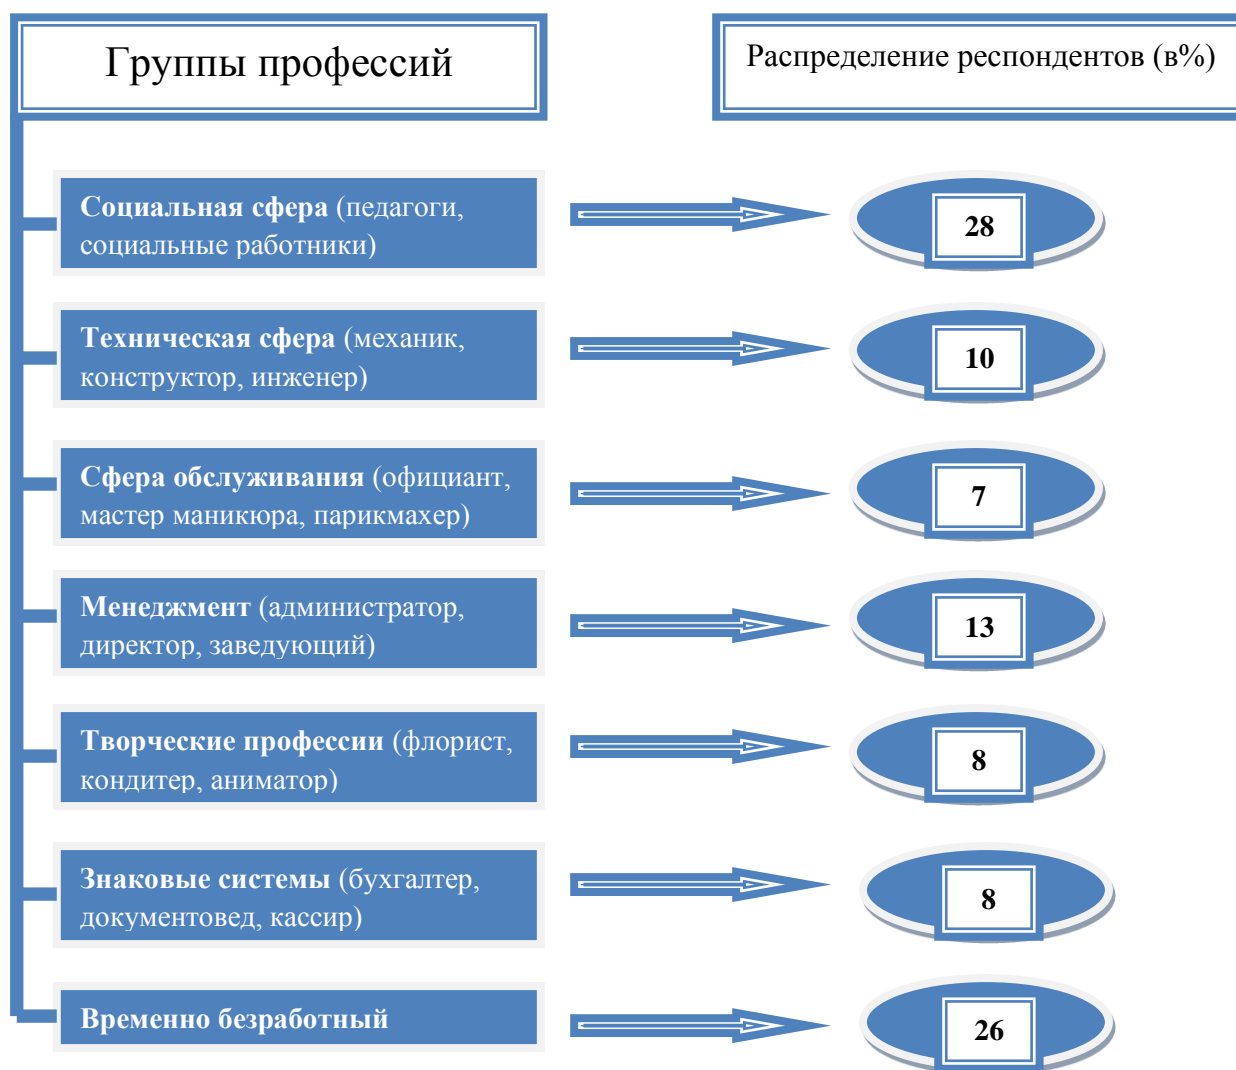 Группы профессий
Распределение респондентов (в%)
Социальная сфера (педагоги,
социальные работники)
28
Техническая сфера (механик,
конструктор, инженер)
10
Сфера обслуживания (официант,
мастер маникюра, парикмахер)
7
Менеджмент (администратор,
директор, заведующий)
13
Творческие профессии (флорист,
кондитер, аниматор)
8
Знаковые системы (бухгалтер,
документовед, кассир)
8
Временно безработный
26